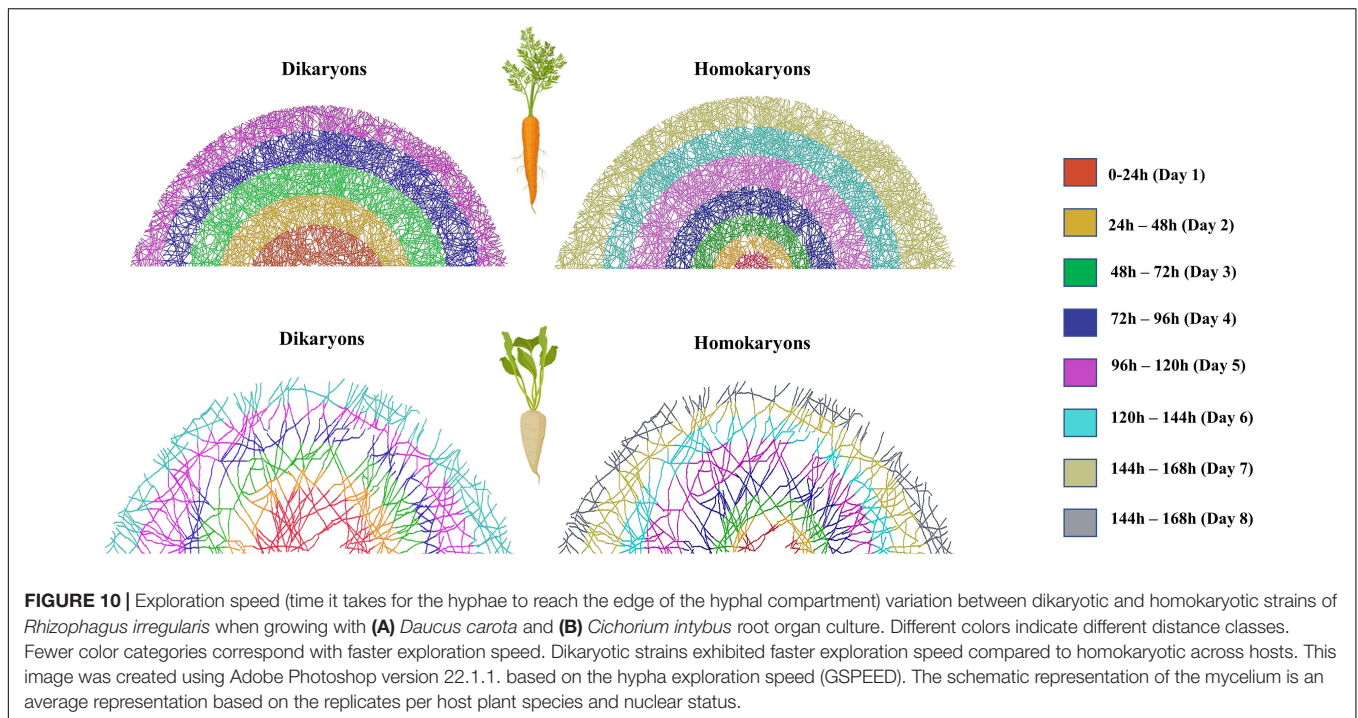 Dikaryons
Homokaryons
Dikaryons
Homokaryons
0-24h (Day 1)
24h – 48h (Day 2)
48h – 72h (Day 3)
72h – 96h (Day 4)
96h – 120h (Day 5)
120h – 144h (Day 6)
144h – 168h (Day 7)
144h – 168h (Day 8)
FIGURE 10 | Exploration speed (time it takes for the hyphae to reach the edge of the hyphal compartment) variation between dikaryotic and homokaryotic strains of
Rhizophagus irregularis when growing with (A) Daucus carota and (B) Cichorium intybus root organ culture. Different colors indicate different distance classes.
Fewer color categories correspond with faster exploration speed. Dikaryotic strains exhibited faster exploration speed compared to homokaryotic across hosts. This
image was created using Adobe Photoshop version 22.1.1. based on the hypha exploration speed (GSPEED). The schematic representation of the mycelium is an
average representation based on the replicates per host plant species and nuclear status.